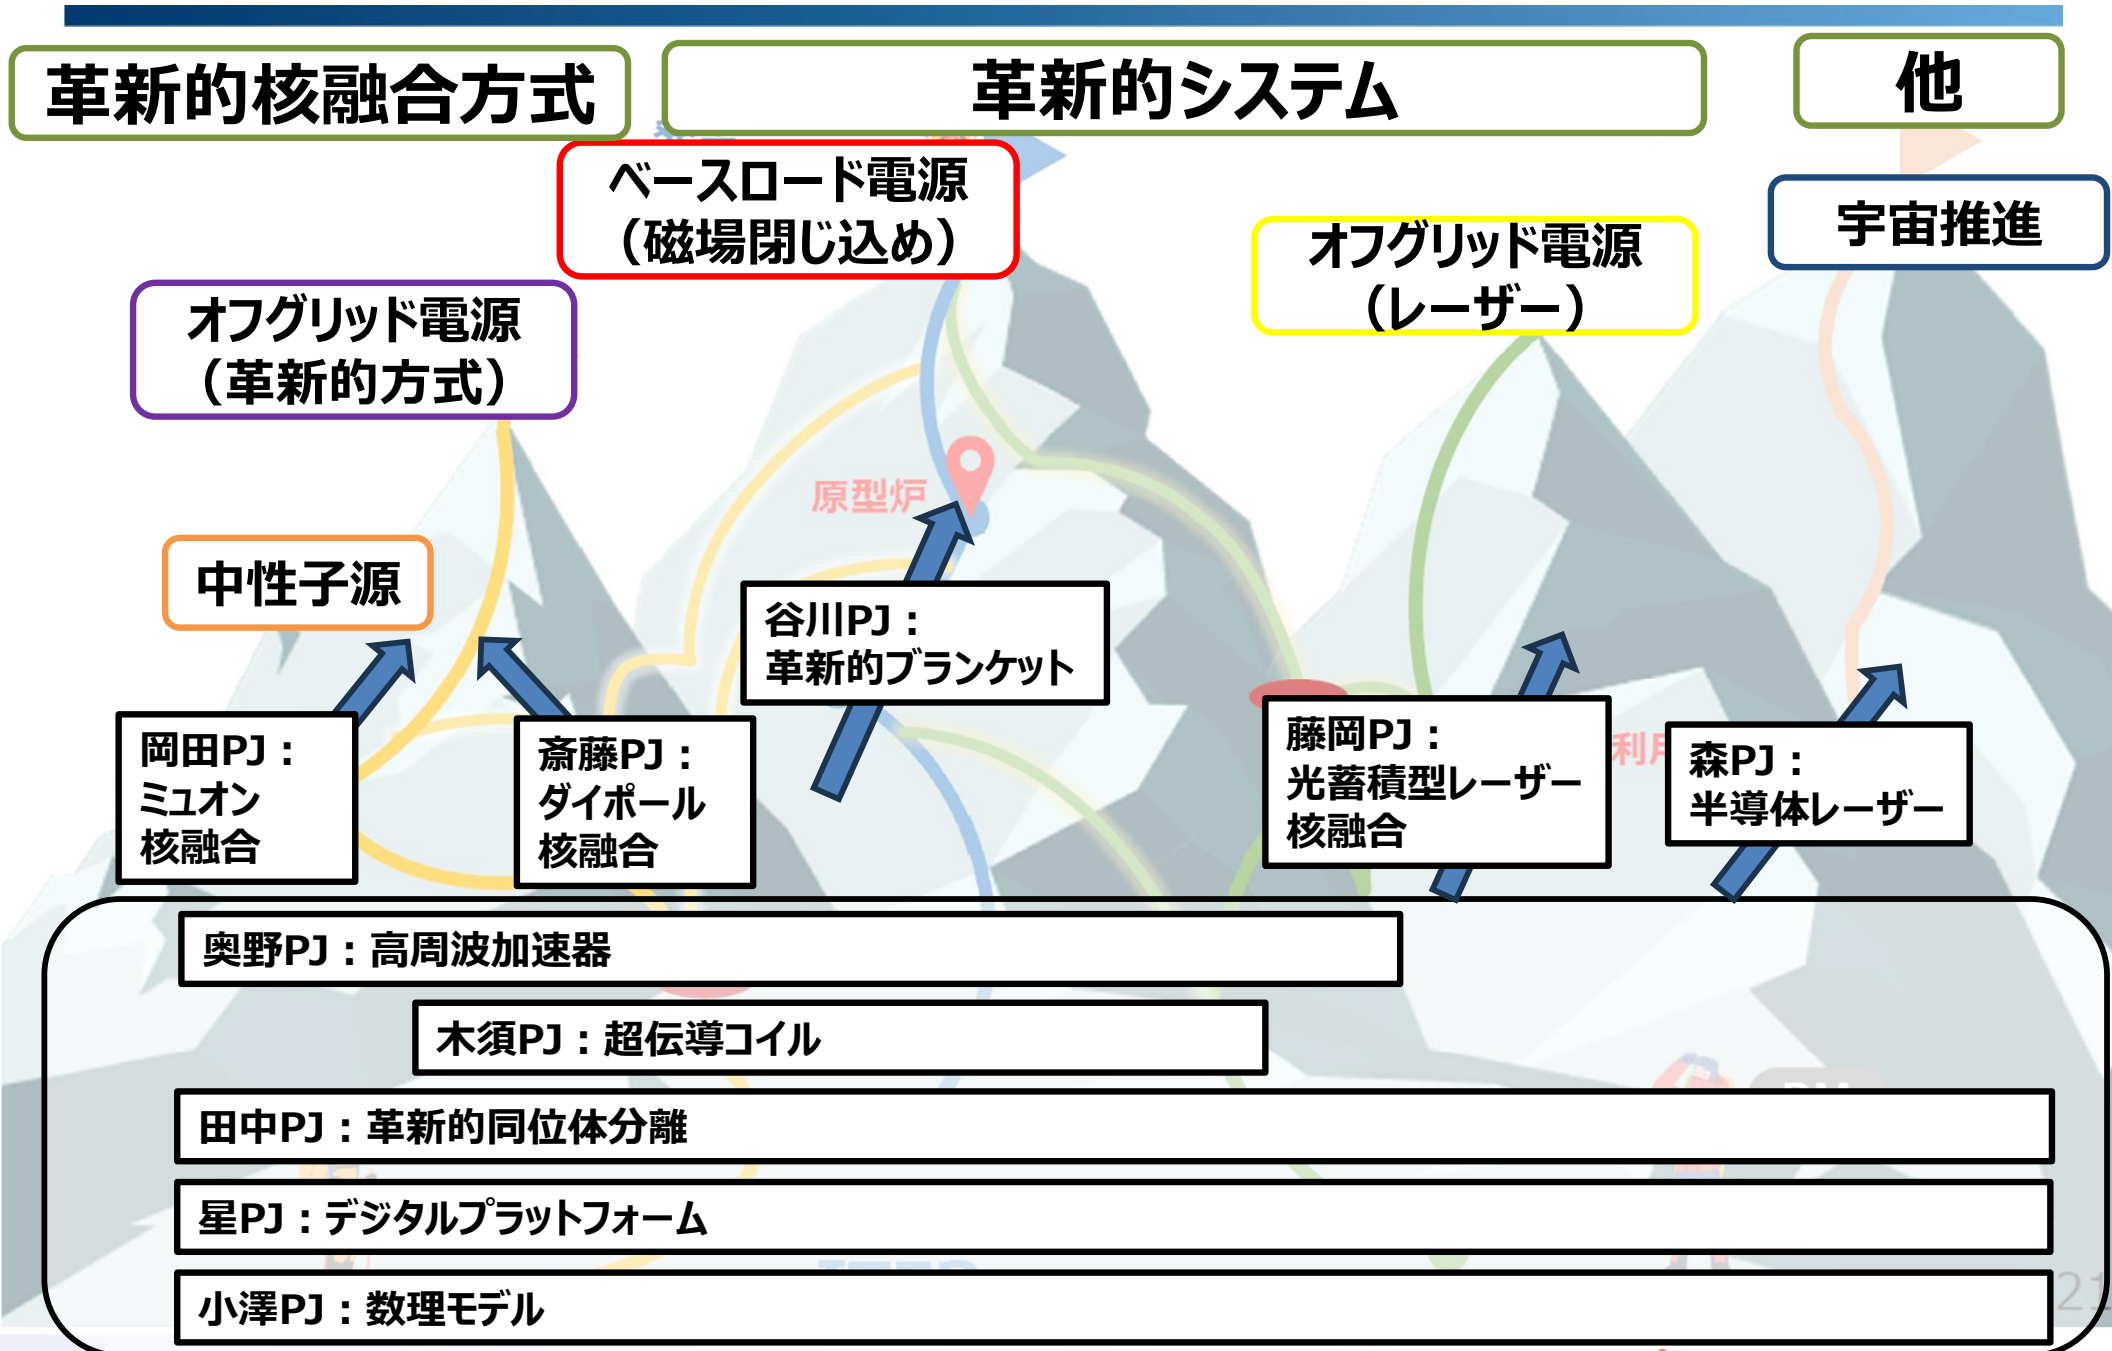 革新的核融合方式
革新的システム
他
ベースロード電源
（磁場閉じ込め）
宇宙推進
オフグリッド電源
（レーザー）
オフグリッド電源
（革新的方式）
原型炉
中性子源
谷川PJ：
革新的ブランケット
岡田PJ：
ミュオン
核融合
斎藤PJ：
ダイポール
核融合
藤岡PJ：
光蓄積型レーザー
核融合
森PJ：
半導体レーザー
奥野PJ：高周波加速器
木須PJ：超伝導コイル
田中PJ：革新的同位体分離
星PJ：デジタルプラットフォーム
小澤PJ：数理モデル
21